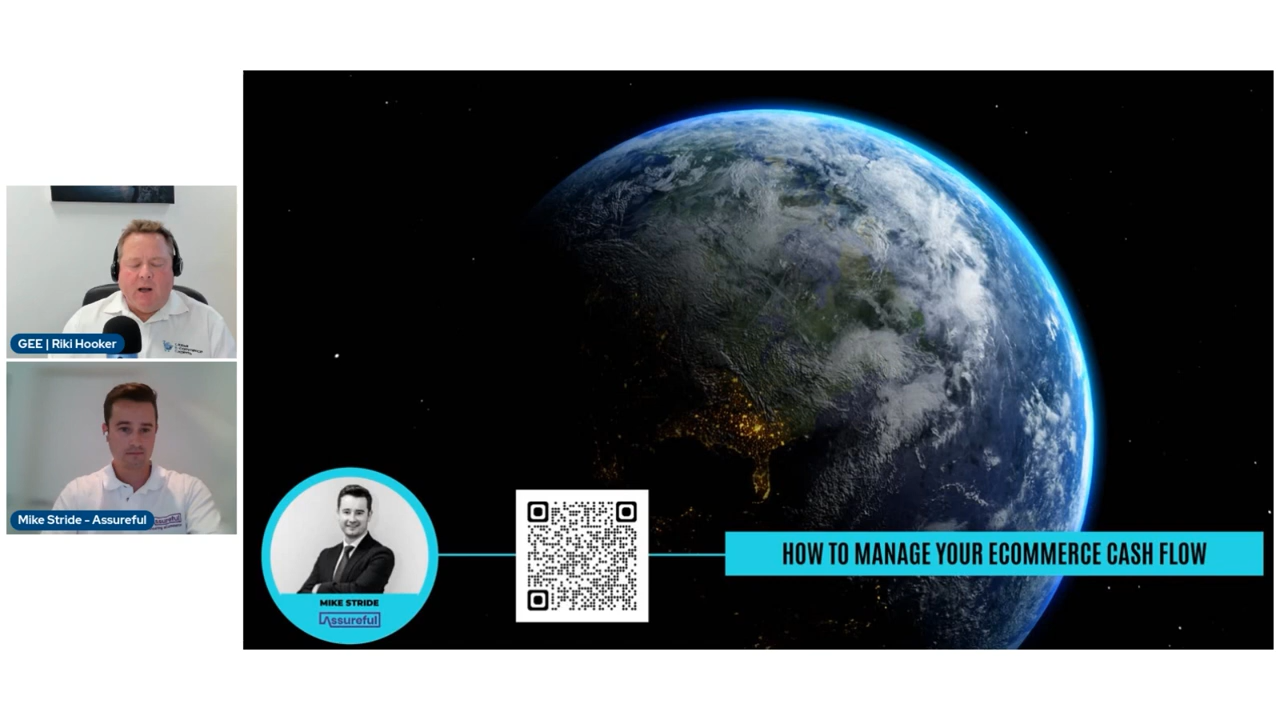 GEE | Riki Hooker
Mike Stride - Assureful
MIKE STRIDE
Assureful
HOW TO MANAGE YOUR ECOMMERCE CASH FLOW